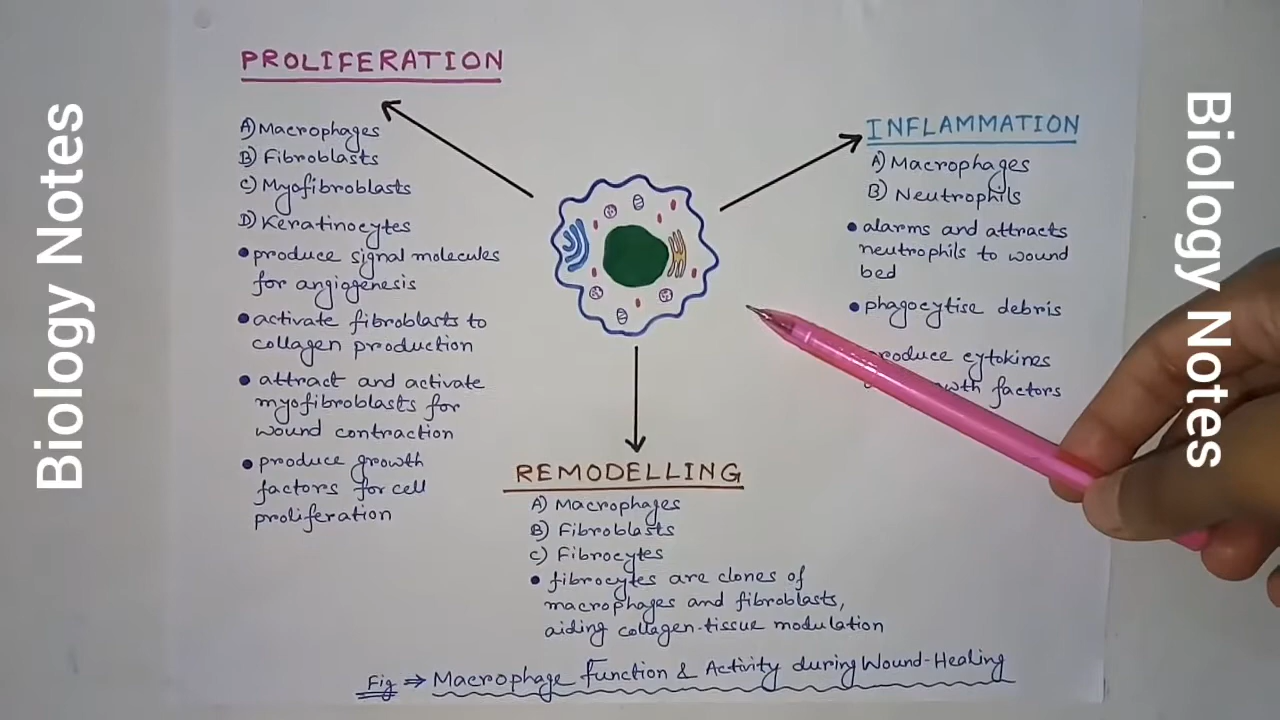 Biology Notes
PROLIFERATION
A) Macrophages
B) Fibroblasts
C) Myofibroblasts
D) Keratinocytes
• produce signal molecules
for angiogenesis
• activate fibroblasts to
collagen production
• attract and activate
myofibroblasts for
wound contraction
• produce growth
factors for cell
proliferation
INFLAMMATION
A) Macrophages
B) Neutrophils
• alarms and attracts
neutrophils to wound
bed
• phagocytise debris
produce cytokines
factors
REMODELLING
A) Macrophages
B) Fibroblasts
C) Fibrocytes
• fibrocytes are clones of
macrophages and fibroblasts,
aiding collagen-tissue modulation
Fig ⇒ Macrophage Function & Activity during Wound-Healing
Biology Notes